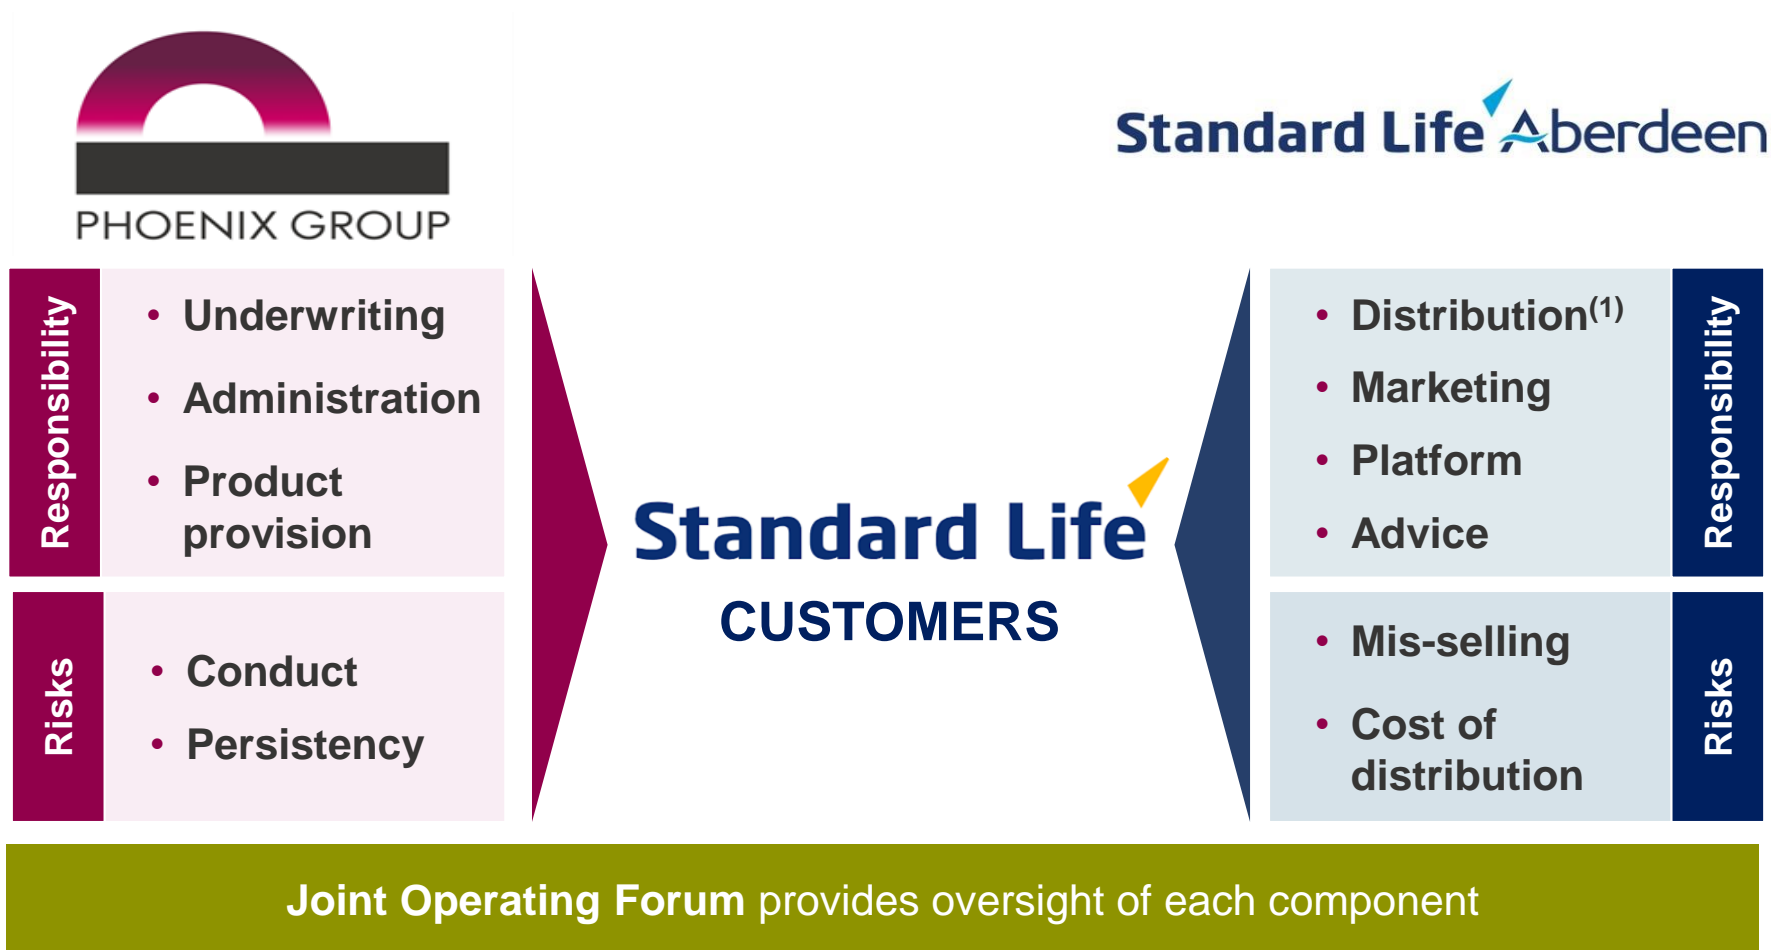 PHOENIX GROUP
Standard Life Aberdeen
Responsibility
• Underwriting
• Administration
• Product
provision
Risks
• Conduct
• Persistency
Standard Life
CUSTOMERS
• Distribution(1)
• Marketing
• Platform
• Advice
Responsibility
• Mis-selling
• Cost of
distribution
Risks
Joint Operating Forum provides oversight of each component